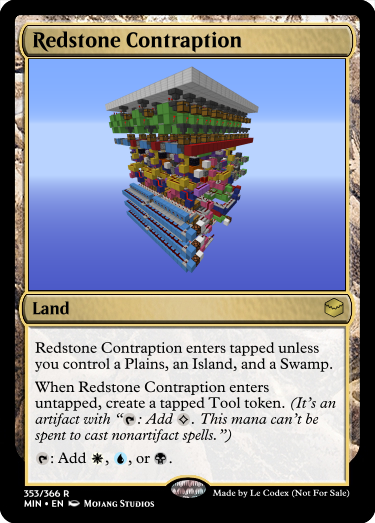 Redstone Contraption
Land
Redstone Contraption enters tapped unless
you control a Plains, an Island, and a Swamp.
When Redstone Contraption enters
untapped, create a tapped Tool token. (It's an
artifact with “: Add . This mana can't be
spent to cast nonartifact spells.”)
: Add , , or .
353/366 R
MIN • EN Mojang Studios
Made by Le Codex (Not For Sale)